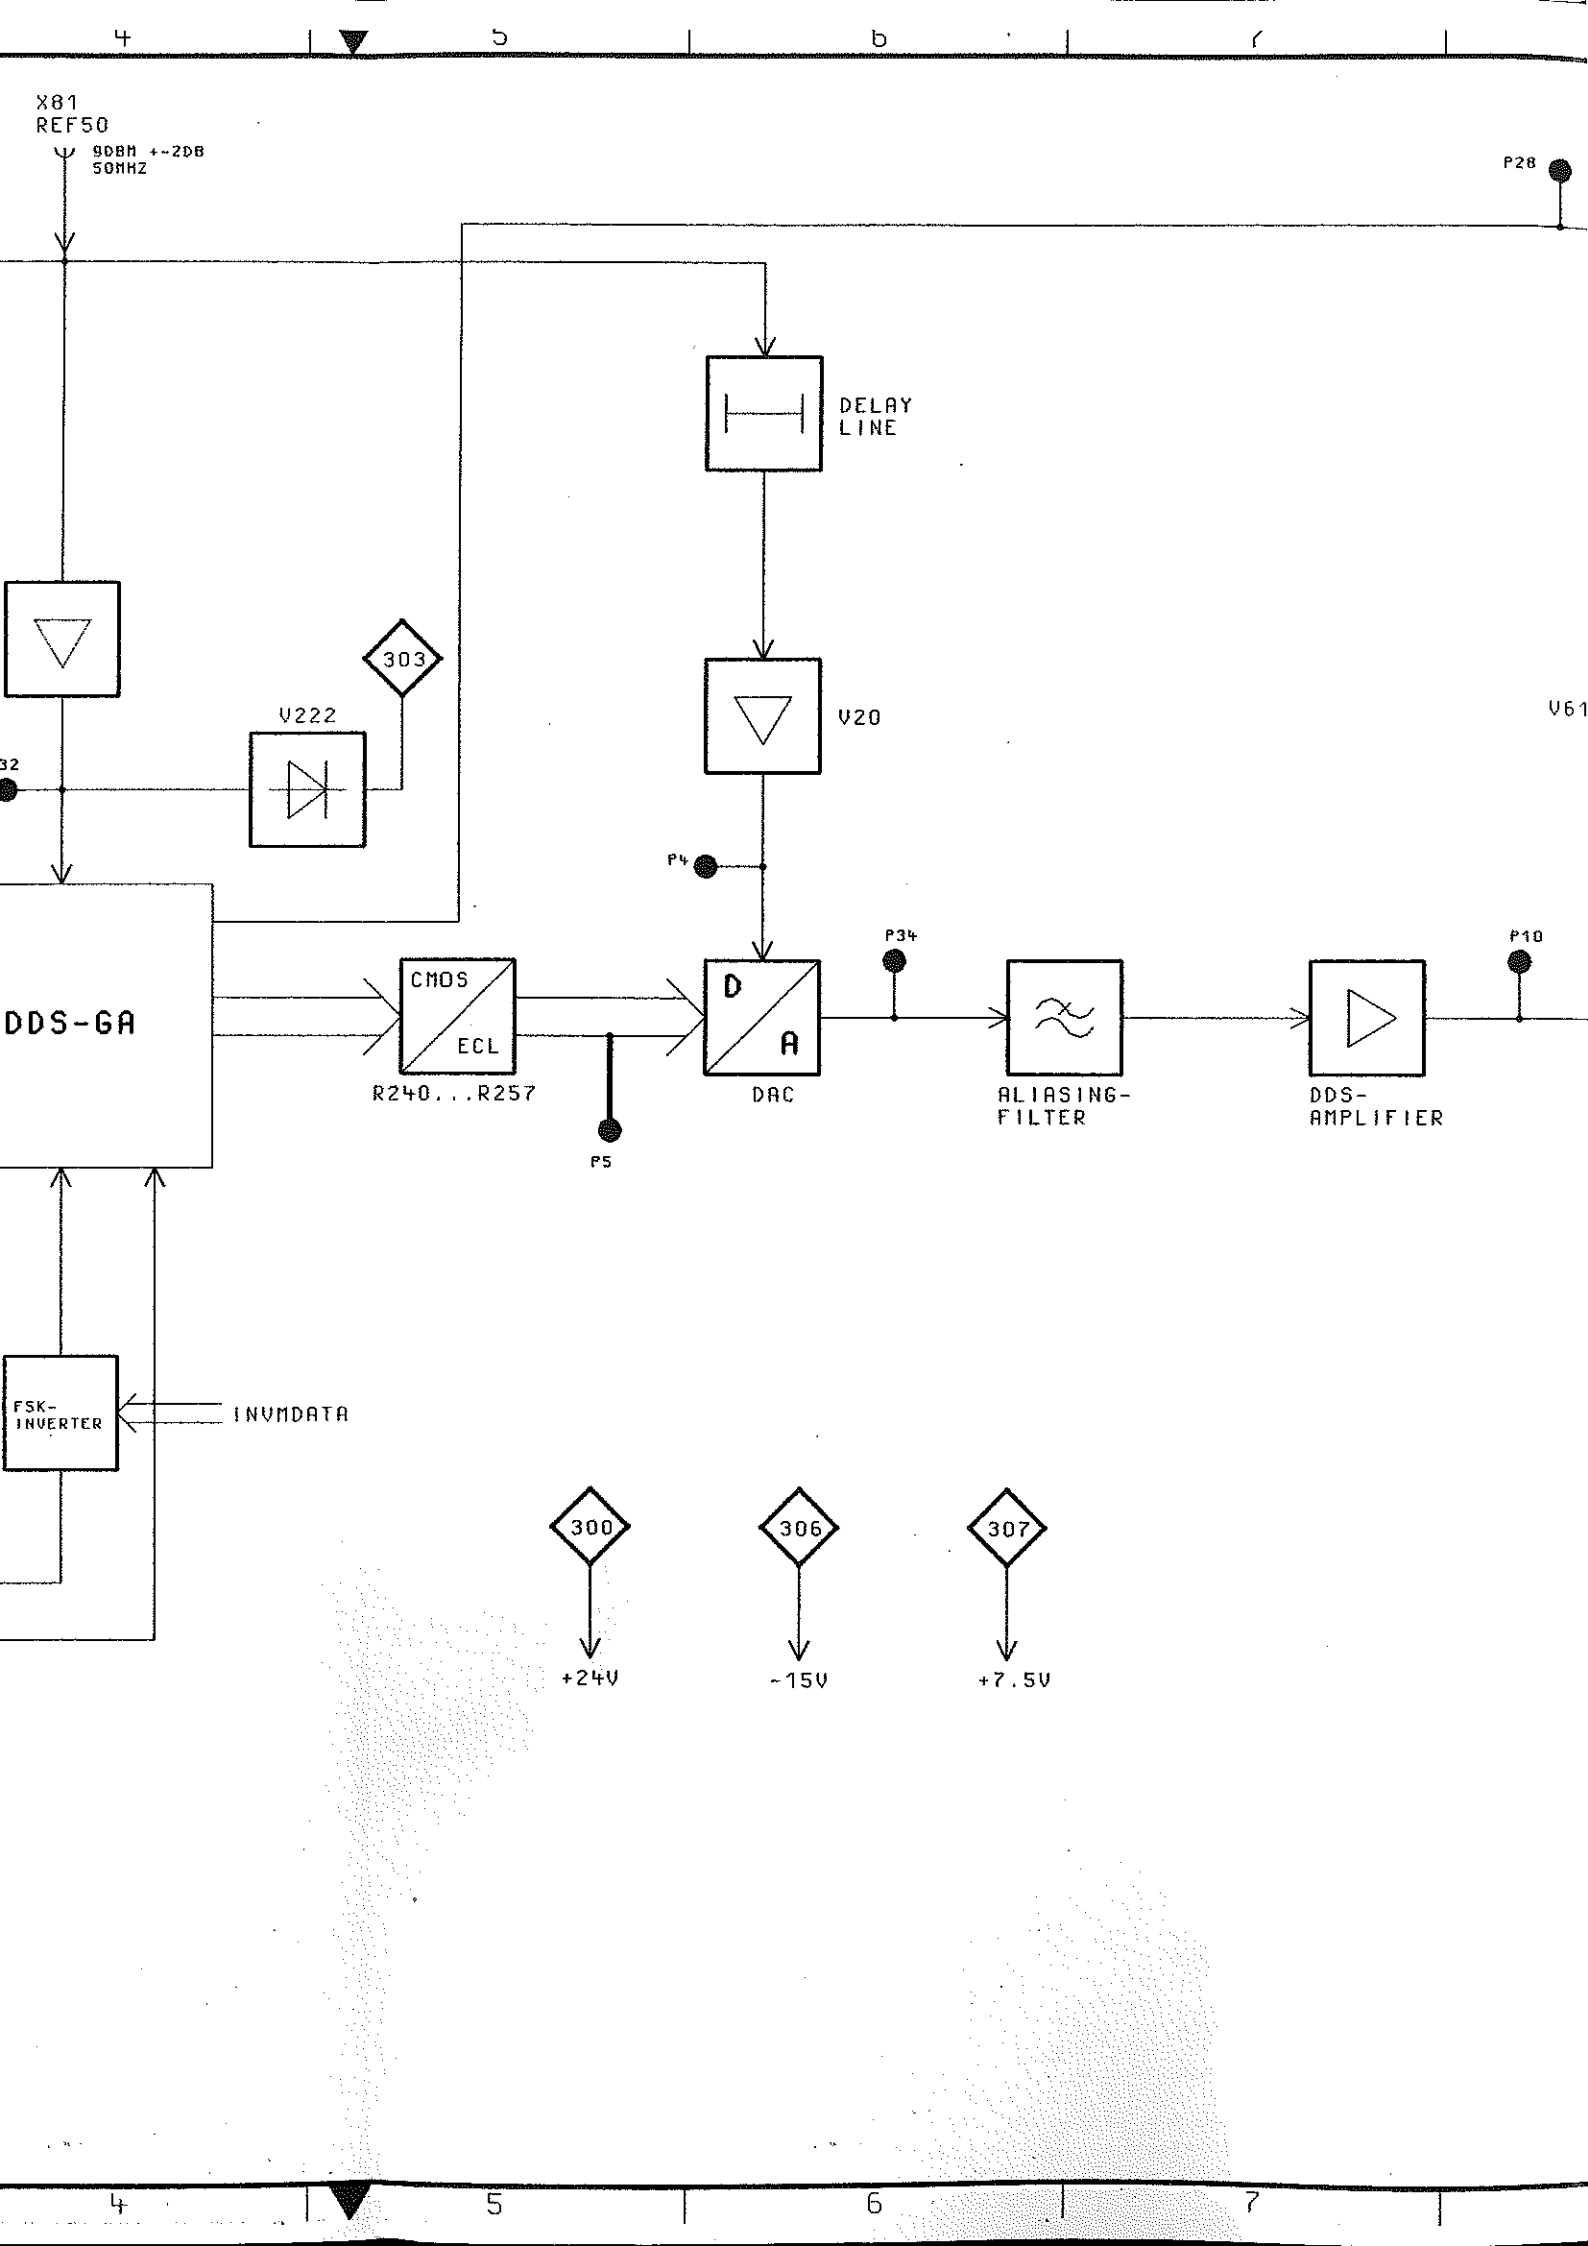 4 5 6 7
X81
REF50
9DBM +-2DB
50MHZ
P28
DELAY
LINE
303
V222
V20
V61
32
P4
P34
P10
DDS-GA
CMOS
ECL
D
A
R240...R257
DAC
ALIASING-
FILTER
DDS-
AMPLIFIER
P5
FSK-
INVERTER
INVMDATA
300
306
307
+24V
-15V
+7.5V
4 5 6 7